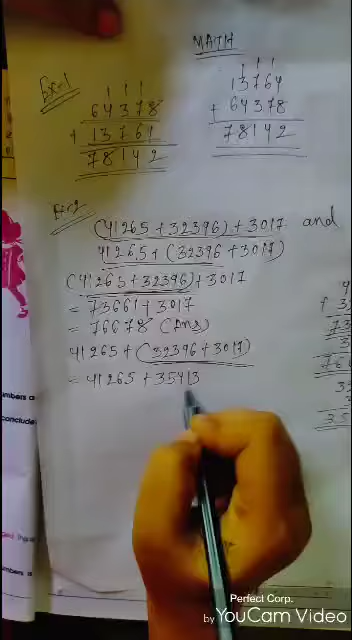 MATH
Ex-1
1 1 1
64378
+ 13764
78142
1 1 1
13764
+ 64378
78142
Ex-2
(41265 + 32396) + 3017 and
41265 + (32396 + 3017)
(41265 + 32396) + 3017
= 73661 + 3017
= 76678 (Ans)
41265 + (32396 + 3017)
= 41265 + 35413
Perfect Corp.
by YouCam Video